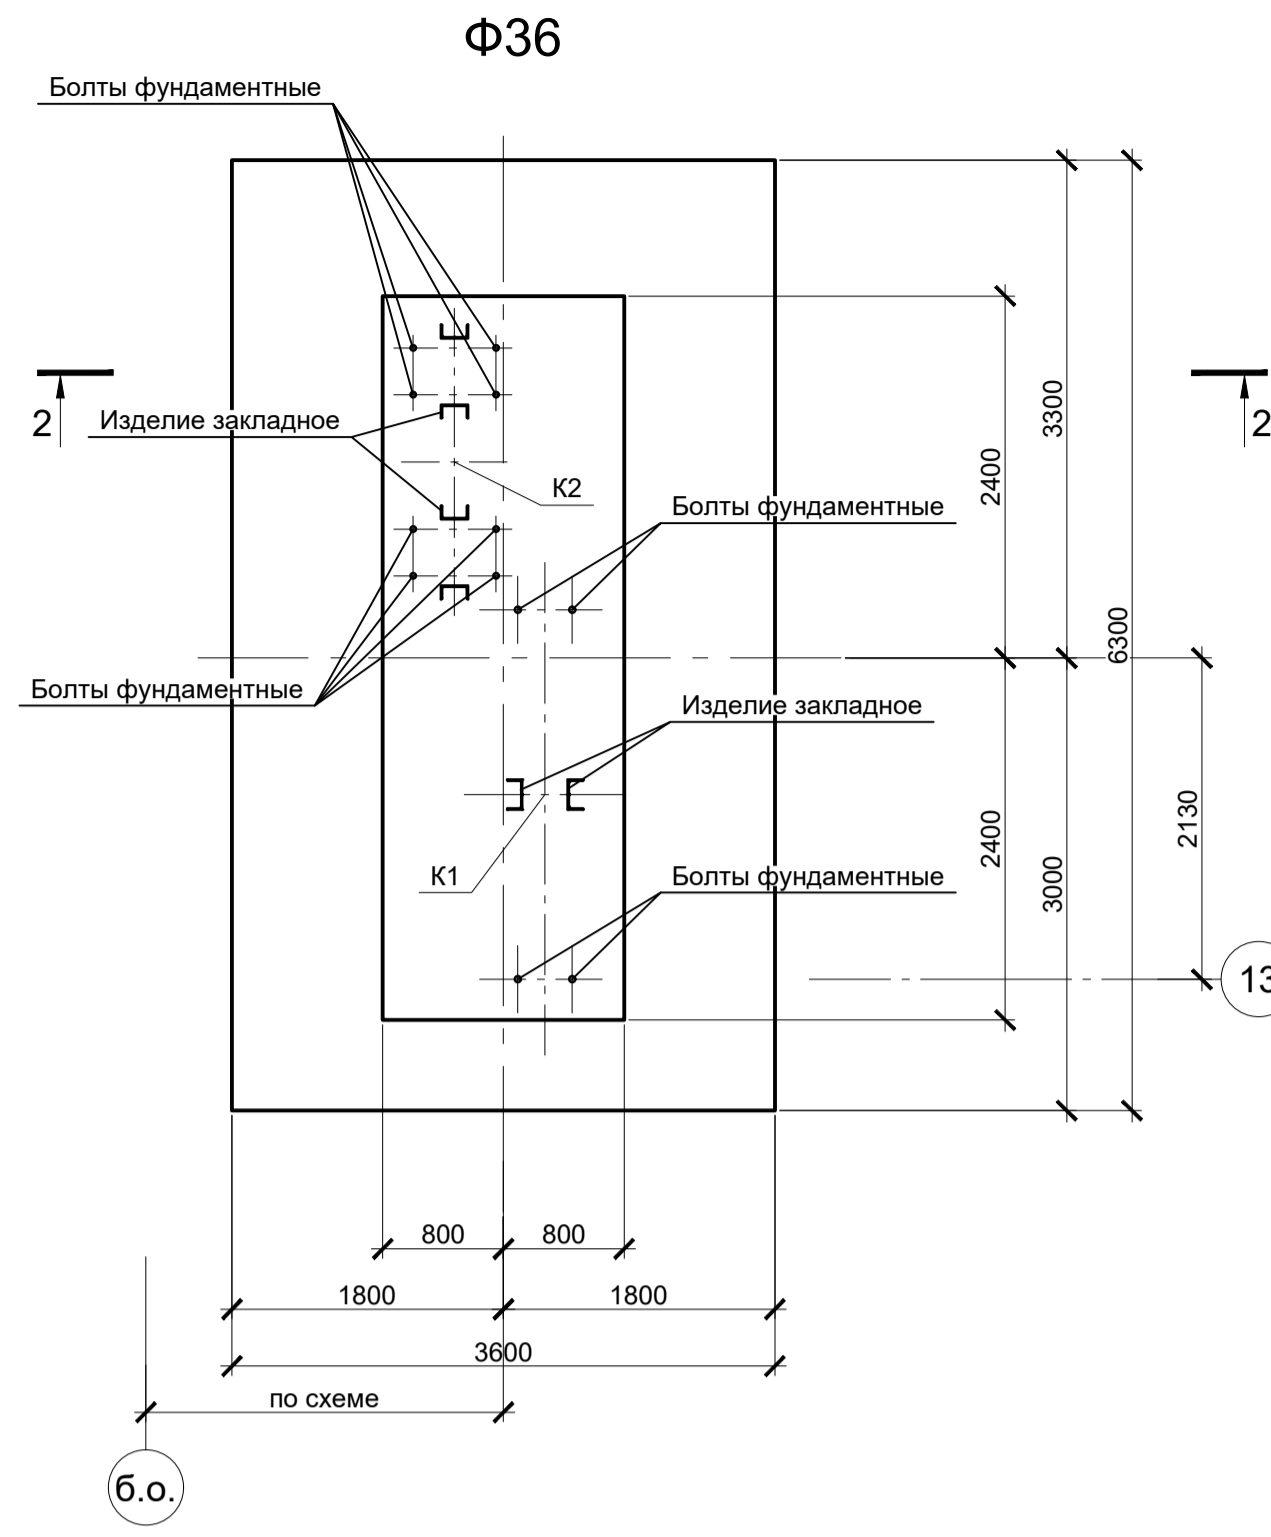 Ф36
Болты фундаментные
2
2
Изделие закладное
К2
Болты фундаментные
2400
3300
6300
Болты фундаментные
Изделие закладное
2130
2400
3000
К1
Болты фундаментные
13
800
800
1800
1800
3600
по схеме
б.о.